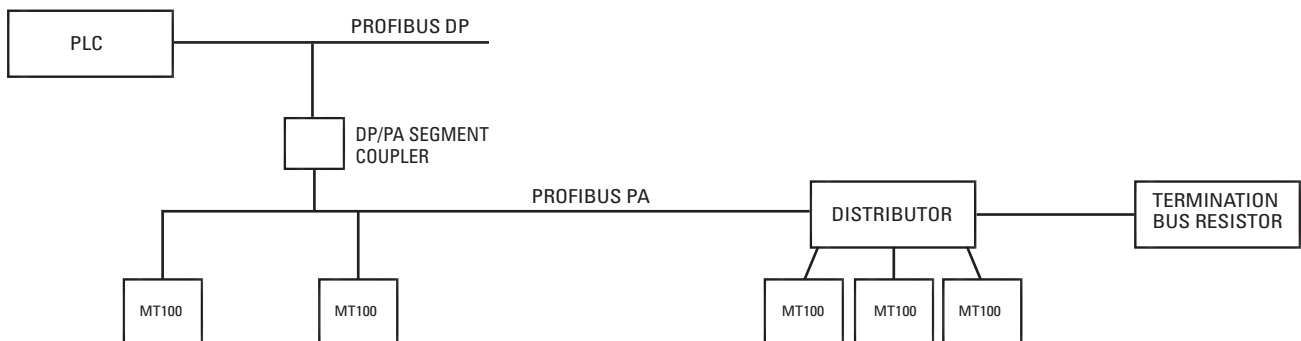 PLC
PROFIBUS DP
DP/PA SEGMENT
COUPLER
PROFIBUS PA
DISTRIBUTOR
TERMINATION
BUS RESISTOR
MT100
MT100
MT100
MT100
MT100